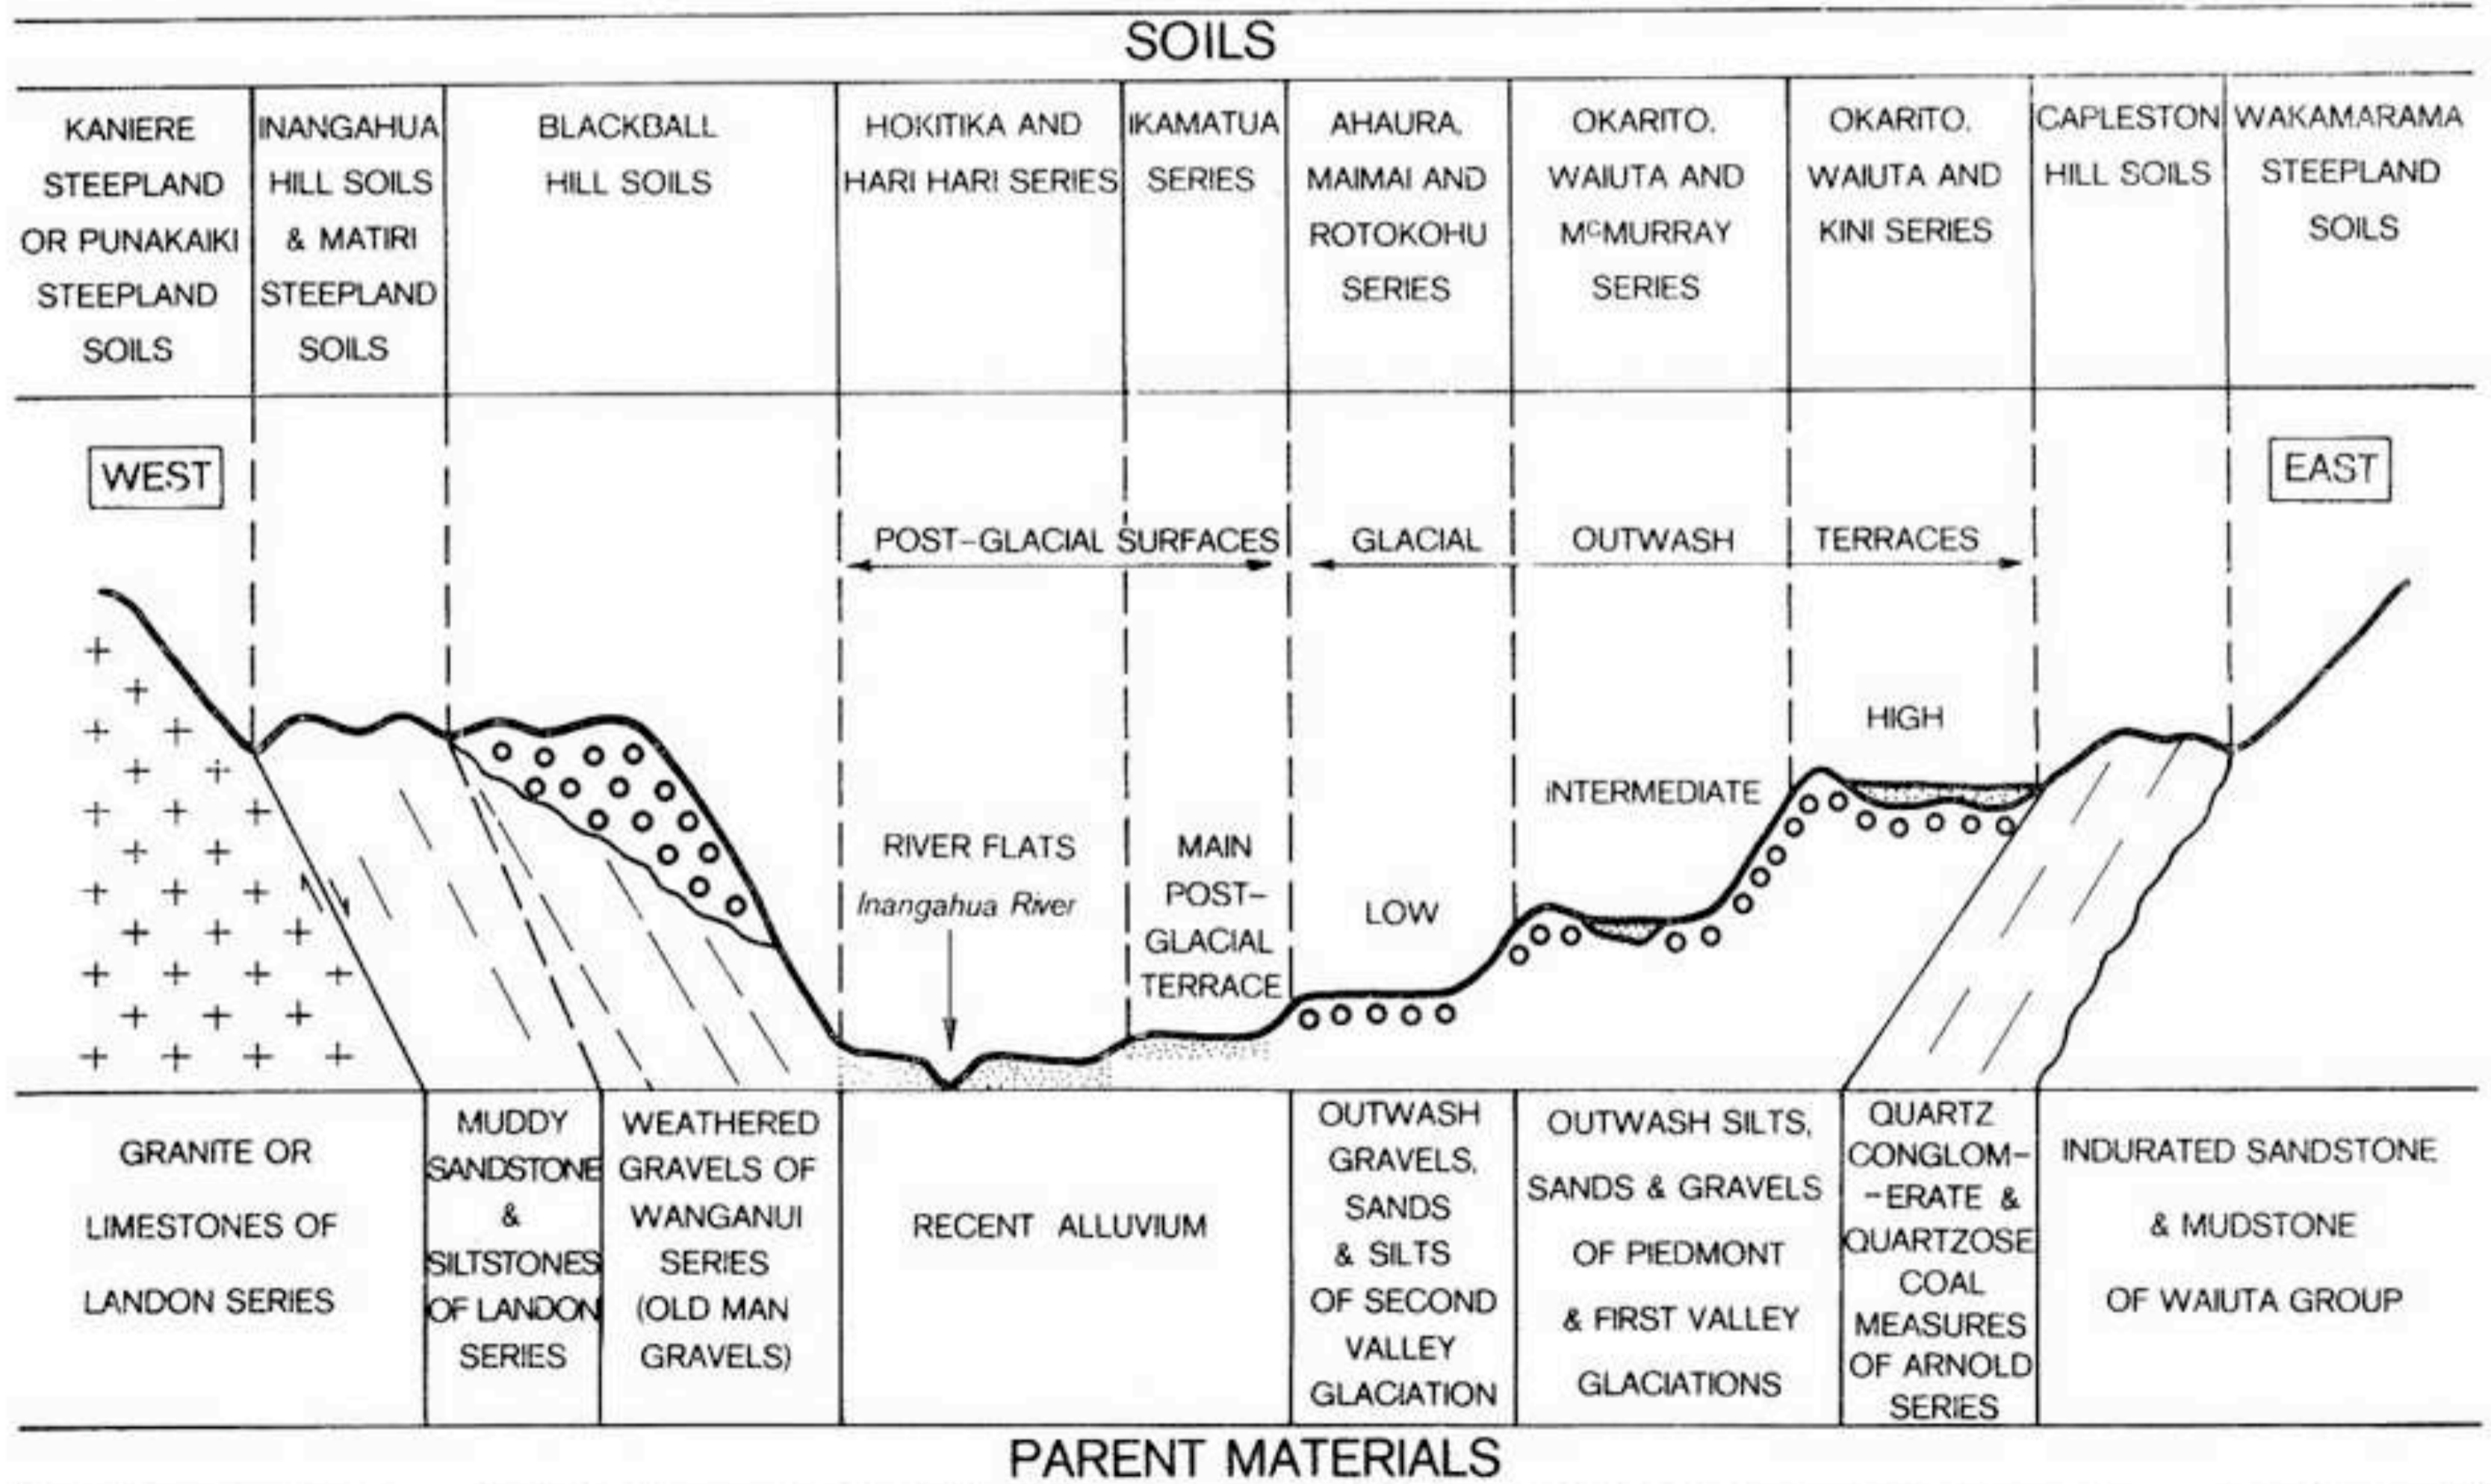 SOILS
KANIERE
STEEPLAND
OR PUNAKAIKI
STEEPLAND
SOILS
INANGAHUA
HILL SOILS
& MATIRI
STEEPLAND
SOILS
BLACKBALL
HILL SOILS
HOKITIKA AND
HARI HARI SERIES
IKAMATUA
SERIES
AHAURA,
MAIMAI AND
ROTOKOHU
SERIES
OKARITO,
WAIUTA AND
McMURRAY
SERIES
OKARITO,
WAIUTA AND
KINI SERIES
CAPLESTON
HILL SOILS
WAKAMARAMA
STEEPLAND
SOILS
WEST
EAST
POST-GLACIAL SURFACES
GLACIAL OUTWASH TERRACES
HIGH
INTERMEDIATE
LOW
RIVER FLATS
Inangahua River
MAIN
POST-
GLACIAL
TERRACE
GRANITE OR
LIMESTONES OF
LANDON SERIES
MUDDY
SANDSTONE
&
SILTSTONES
OF LANDON
SERIES
WEATHERED
GRAVELS OF
WANGANUI
SERIES
(OLD MAN
GRAVELS)
RECENT ALLUVIUM
OUTWASH
GRAVELS,
SANDS
& SILTS
OF SECOND
VALLEY
GLACIATION
OUTWASH SILTS,
SANDS & GRAVELS
OF PIEDMONT
& FIRST VALLEY
GLACIATIONS
QUARTZ
CONGLOM-
-ERATE &
QUARTZOSE
COAL
MEASURES
OF ARNOLD
SERIES
INDURATED SANDSTONE
& MUDSTONE
OF WAIUTA GROUP
PARENT MATERIALS